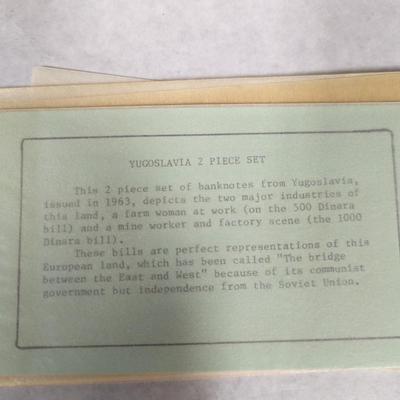 YUGOSLAVIA 2 PIECE SET
This 2 piece set of banknotes from Yugoslavia,
issued in 1963, depicts the two major industries of
this land, a farm woman at work (on the 500 Dinara
bill) and a mine worker and factory scene (the 1000
Dinara bill).
These bills are perfect representations of this
European land, which has been called "The bridge
between the East and West" because of its communist
government but independence from the Soviet Union.